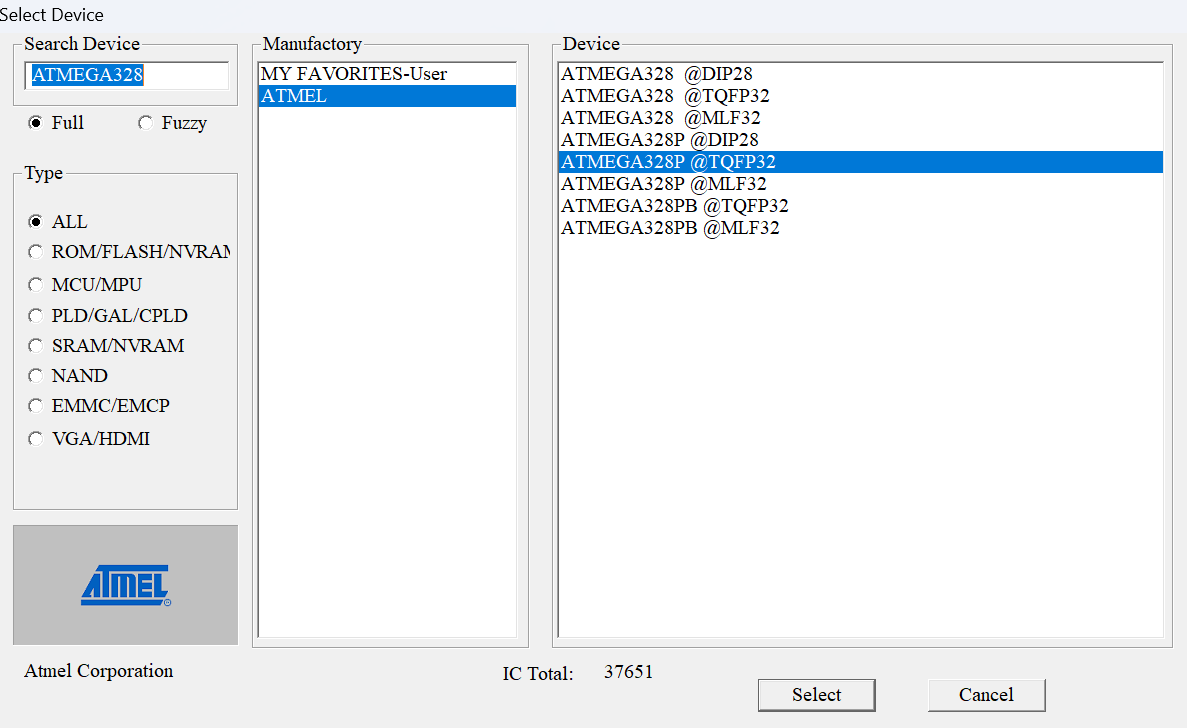 Select Device
Search Device
ATMEGA328
Full
Fuzzy
Type
ALL
ROM/FLASH/NVRAM
MCU/MPU
PLD/GAL/CPLD
SRAM/NVRAM
NAND
EMMC/EMCP
VGA/HDMI
ATMEL
®
Atmel Corporation
Manufactory
MY FAVORITES-User
ATMEL
Device
ATMEGA328 @DIP28
ATMEGA328 @TQFP32
ATMEGA328 @MLF32
ATMEGA328P @DIP28
ATMEGA328P @TQFP32
ATMEGA328P @MLF32
ATMEGA328PB @TQFP32
ATMEGA328PB @MLF32
IC Total: 37651
Select
Cancel